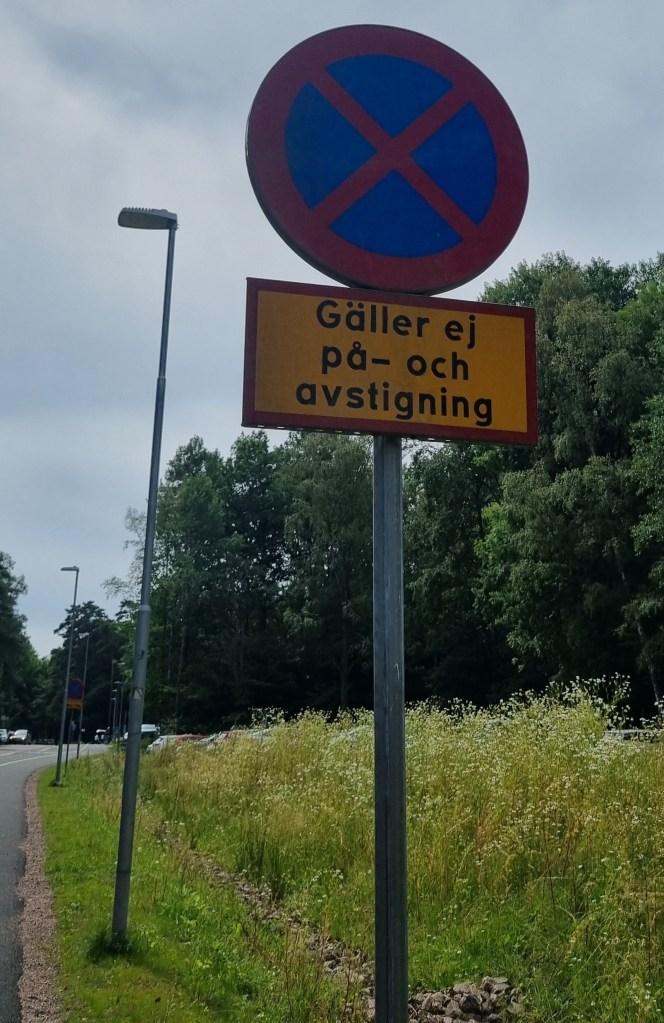 Gäller ej
på- och
avstigning